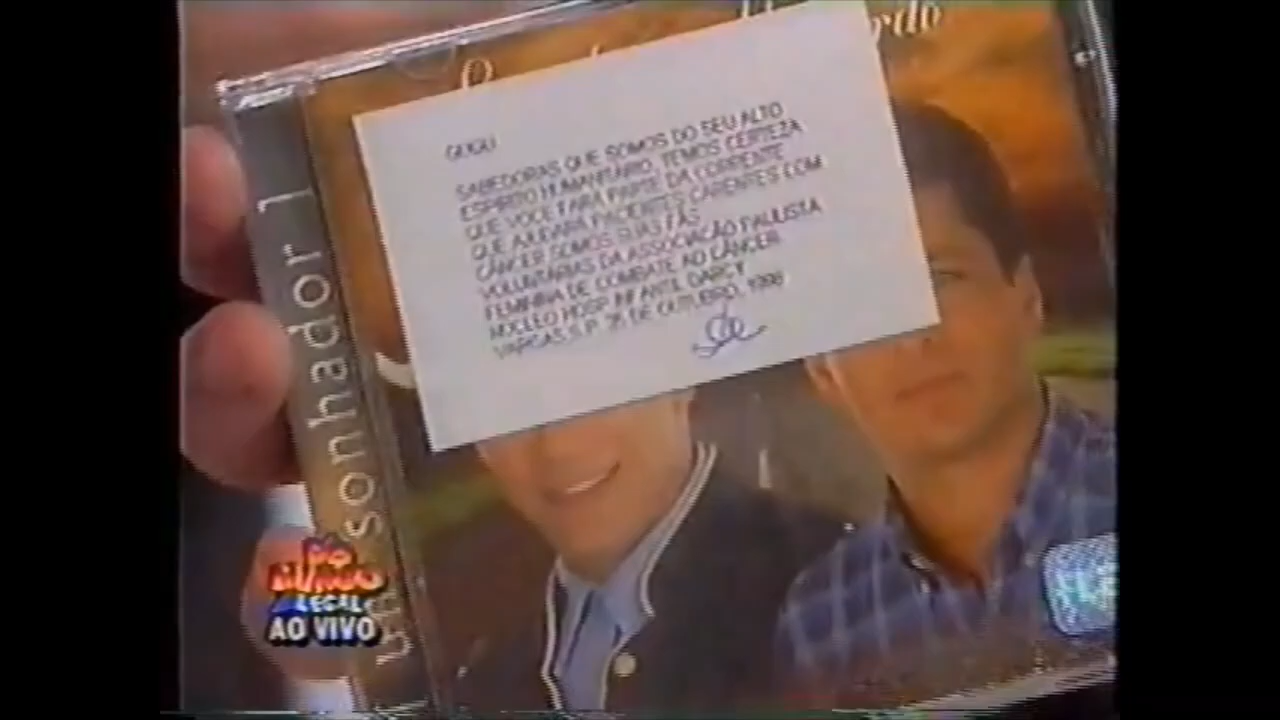 rdo
GUGU
SABEDORAS QUE SOMOS DO SEU ALTO
ESPÍRITO HUMANITÁRIO, TEMOS CERTEZA
QUE VOCÊ FARÁ PARTE DA CORRENTE
QUE AJUDARÁ PACIENTES CARENTES COM
CÂNCER SOMOS SUAS FÃS.
VOLUNTÁRIAS DA ASSOCIAÇÃO PAULISTA
FEMININA DE COMBATE AO CÂNCER
NÚCLEO HOSP. INFANTIL DARCY
VARGAS S.P. DE OUTUBRO, 1998
sonhador
DOMINGO
LEGAL
AO VIVO